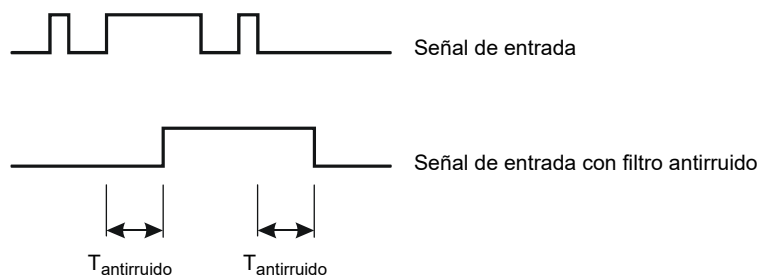 Señal de entrada
Señal de entrada con filtro antirruido
Tantirruido Tantirruido